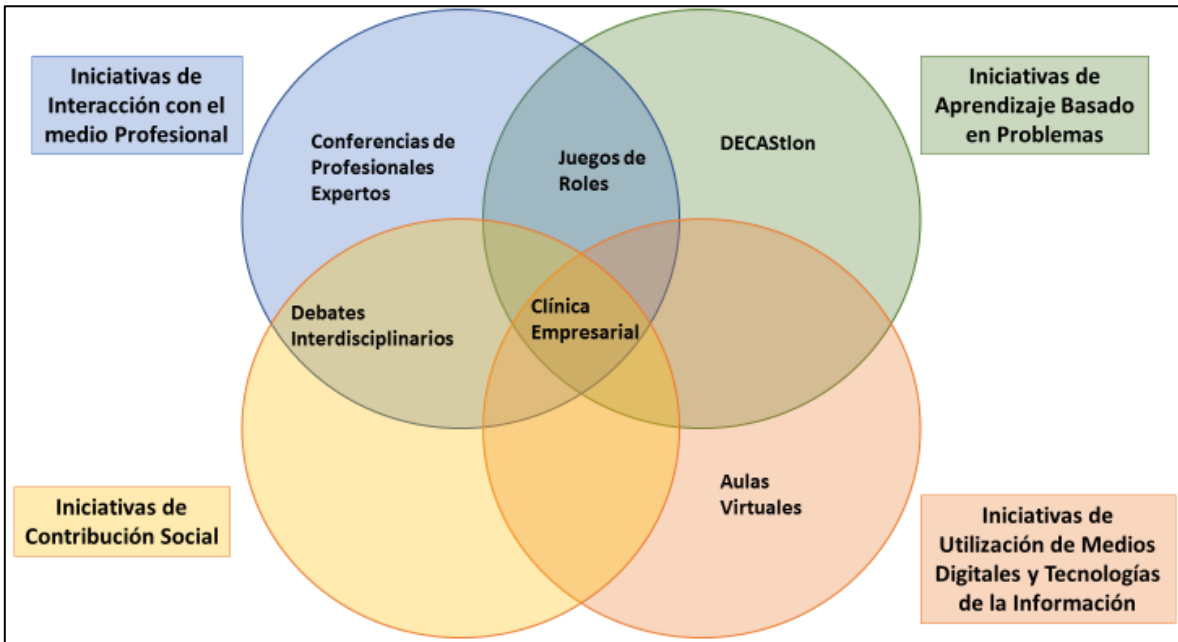 Iniciativas de
Interacción con el
medio Profesional
Conferencias de
Profesionales
Expertos
Juegos de
Roles
DECAStIon
Iniciativas de
Aprendizaje Basado
en Problemas
Debates
Interdisciplinarios
Clínica
Empresarial
Iniciativas de
Contribución Social
Aulas
Virtuales
Iniciativas de
Utilización de Medios
Digitales y Tecnologías
de la Información